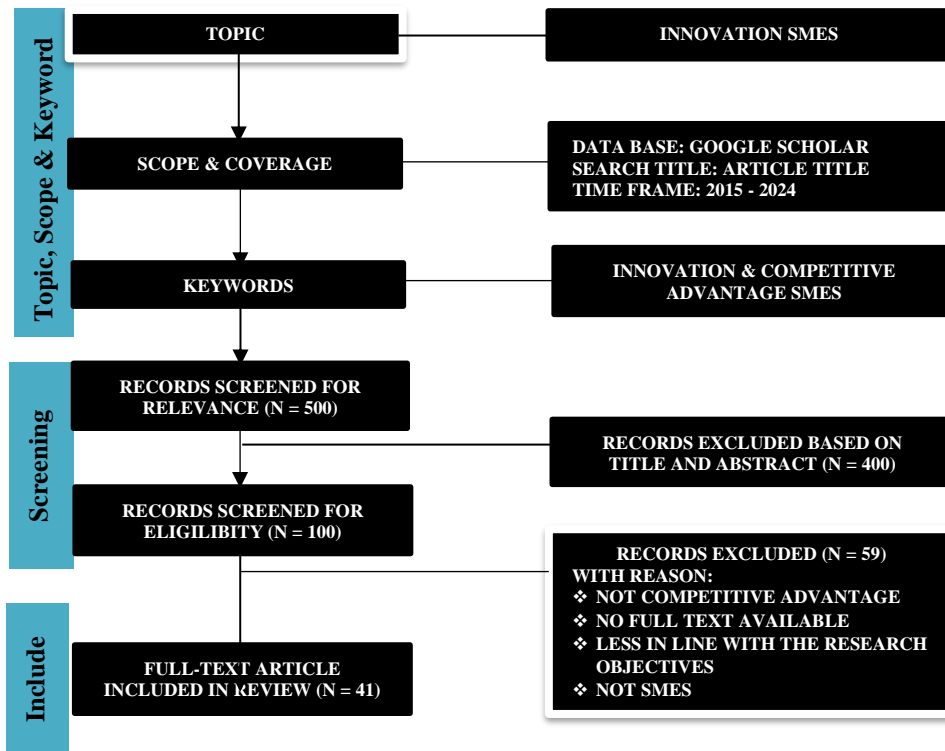 Topic, Scope & Keyword
TOPIC
INNOVATION SMES
SCOPE & COVERAGE
DATA BASE: GOOGLE SCHOLAR
SEARCH TITLE: ARTICLE TITLE
TIME FRAME: 2015 - 2024
KEYWORDS
INNOVATION & COMPETITIVE
ADVANTAGE SMES
Screening
RECORDS SCREENED FOR
RELEVANCE (N = 500)
RECORDS EXCLUDED BASED ON
TITLE AND ABSTRACT (N = 400)
RECORDS SCREENED FOR
ELIGILIBITY (N = 100)
RECORDS EXCLUDED (N = 59)
WITH REASON:
❖ NOT COMPETITIVE ADVANTAGE
❖ NO FULL TEXT AVAILABLE
❖ LESS IN LINE WITH THE RESEARCH
OBJECTIVES
❖ NOT SMES
Include
FULL-TEXT ARTICLE
INCLUDED IN REVIEW (N = 41)